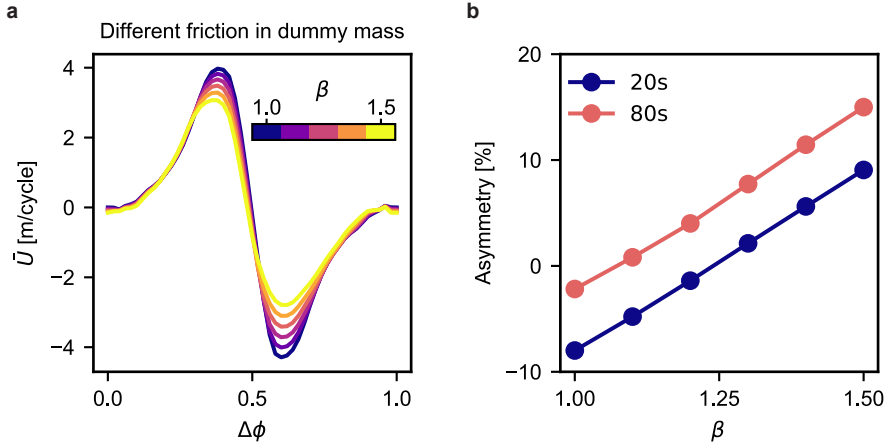 a
Different friction in dummy mass
4
2
0
−2
−4
Ū [m/cycle]
β
1.0 1.5
0.0 0.5 1.0
Δϕ
b
20
10
0
−10
Asymmetry [%]
20s
80s
1.00 1.25 1.50
β